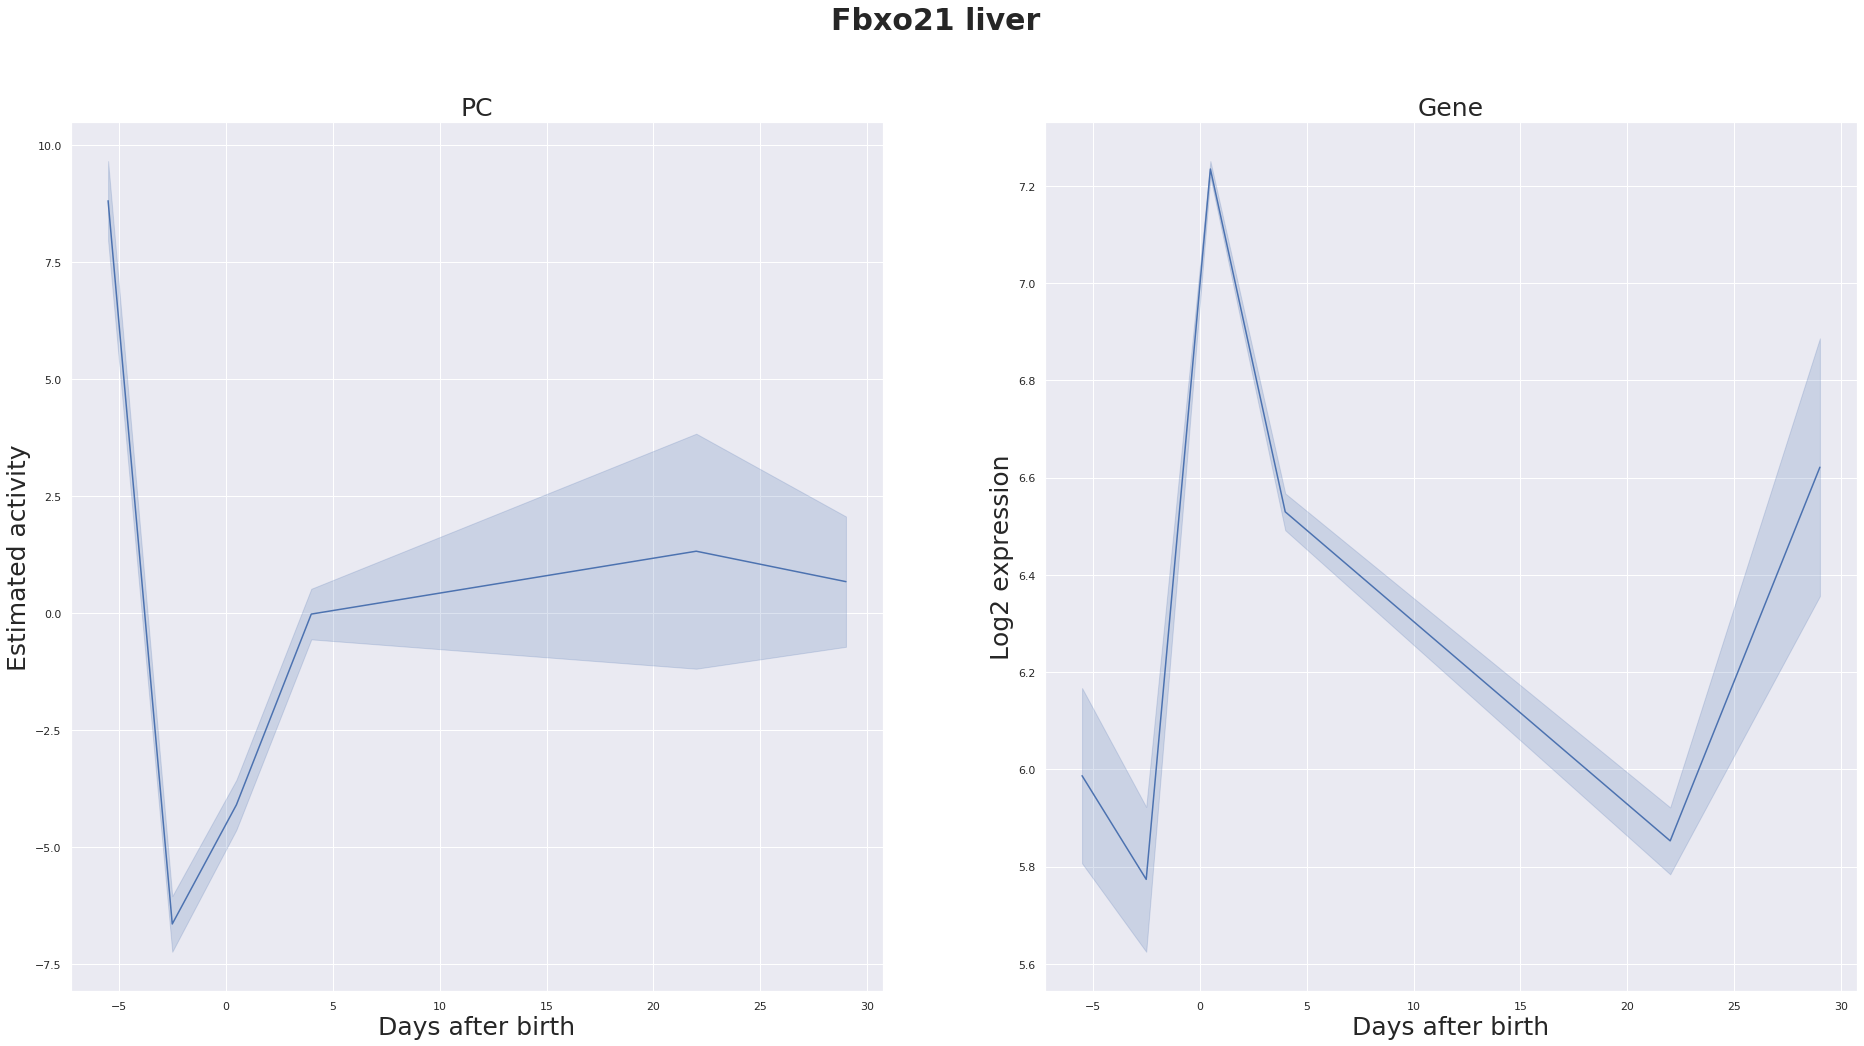 Fbxo21 liver
PC
Estimated activity
10.0
7.5
5.0
2.5
0.0
−2.5
−5.0
−7.5
−5 0 5 10 15 20 25 30
Days after birth
Gene
Log2 expression
7.2
7.0
6.8
6.6
6.4
6.2
6.0
5.8
5.6
−5 0 5 10 15 20 25 30
Days after birth